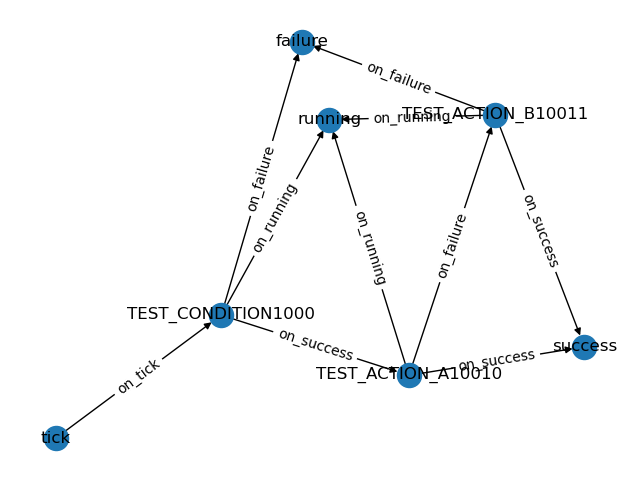 failure
on_failure
running
on_running
TEST_ACTION_B10011
on_failure
on_running
on_running
on_failure
on_success
TEST_CONDITION1000
on_success
success
on_success
TEST_ACTION_A10010
on_tick
tick